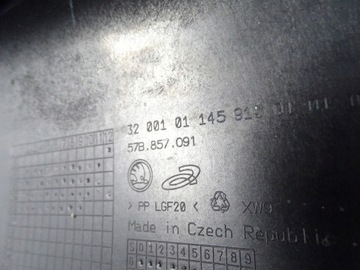 32 001 01 145
57B.857.091
> PP LGF20 <
Made in Czech Republic
S 0 1 2 3 4 5 6 7 8 9